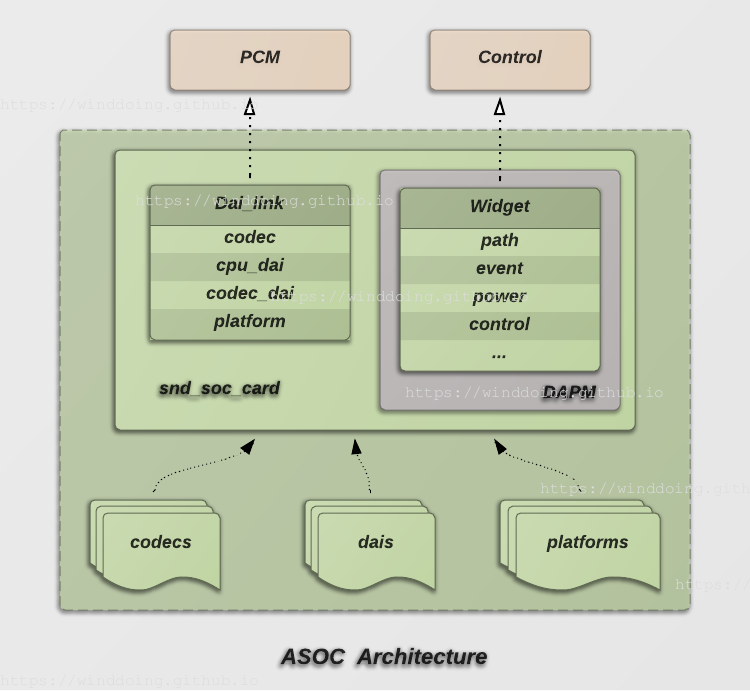 PCM
Control
https://winddoing.github.io
https://winddoing.github.io
Dai_link
codec
cpu_dai
codec_dai
platform
Widget
path
event
https://winddoing.github.io
power
control
...
snd_soc_card
https://winddoing.github.io
DAPM
https://winddoing.gith
codecs
dais
platforms
https:/
ASOC Architecture
https://winddoing.github.io